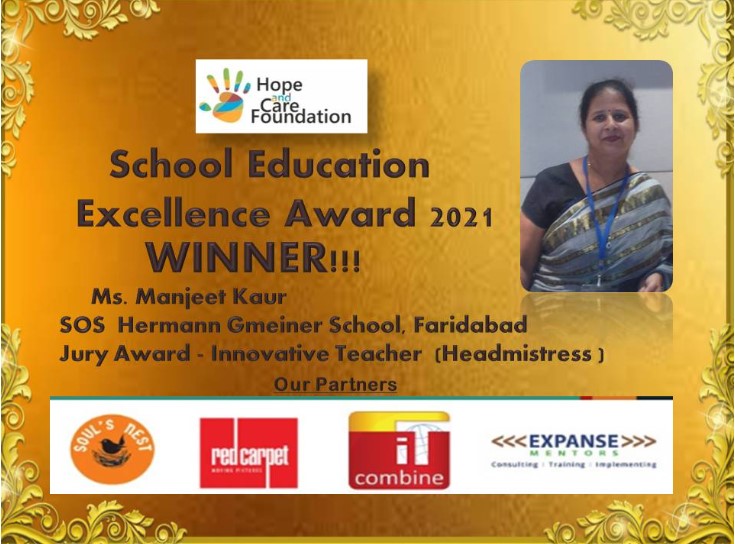 Hope
and
Care
Foundation
School Education
Excellence Award 2021
WINNER!!!
Ms. Manjeet Kaur
SOS Hermann Gmeiner School, Faridabad
Jury Award - Innovative Teacher (Headmistress )
Our Partners
SOUL'S NEST
red carpet
MOVING PICTURES
iT
combine
<<<EXPANSE>>>
MENTORS
Consulting : Training : Implementing